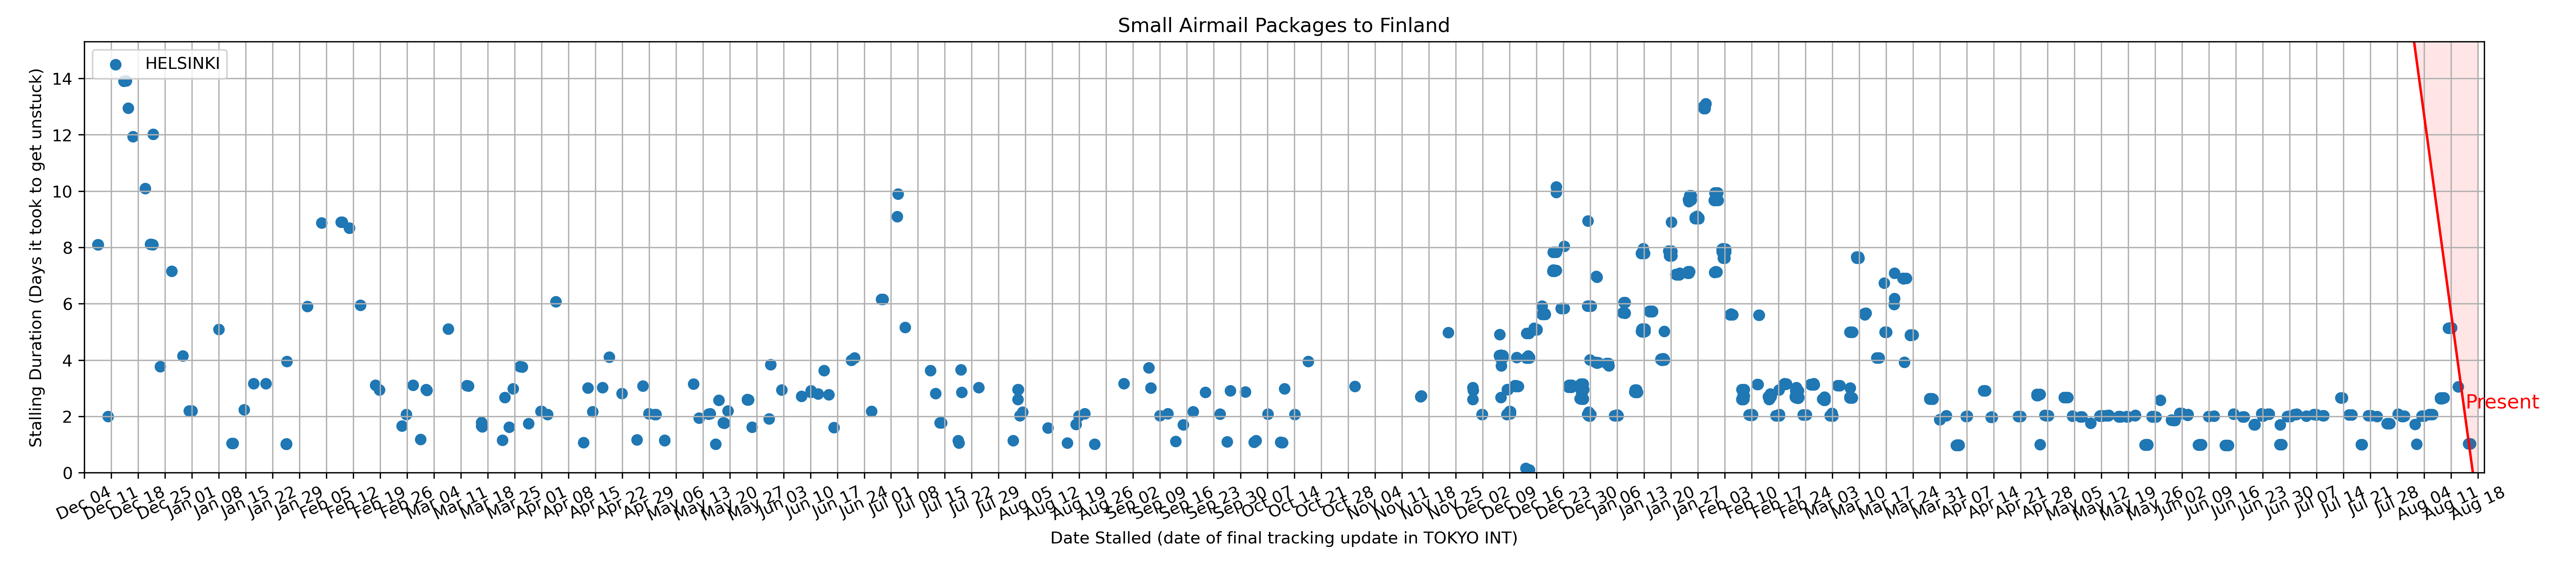 Small Airmail Packages to Finland
HELSINKI
14
12
10
8
6
4
2
0
Stalling Duration (Days it took to get unstuck)
Present
Dec 04
Dec 11
Dec 18
Dec 25
Jan 01
Jan 08
Jan 15
Jan 22
Jan 29
Feb 05
Feb 12
Feb 19
Feb 26
Mar 04
Mar 11
Mar 18
Mar 25
Apr 01
Apr 08
Apr 15
Apr 22
Apr 29
May 06
May 13
May 20
May 27
Jun 03
Jun 10
Jun 17
Jun 24
Jul 01
Jul 08
Jul 15
Jul 22
Jul 29
Aug 05
Aug 12
Aug 19
Aug 26
Sep 02
Sep 09
Sep 16
Sep 23
Sep 30
Oct 07
Oct 14
Oct 21
Oct 28
Nov 04
Nov 11
Nov 18
Nov 25
Dec 02
Dec 09
Dec 16
Dec 23
Dec 30
Jan 06
Jan 13
Jan 20
Jan 27
Feb 03
Feb 10
Feb 17
Feb 24
Mar 03
Mar 10
Mar 17
Mar 24
Mar 31
Apr 07
Apr 14
Apr 21
Apr 28
May 05
May 12
May 19
May 26
Jun 02
Jun 09
Jun 16
Jun 23
Jun 30
Jul 07
Jul 14
Jul 21
Jul 28
Aug 04
Aug 11
Aug 18
Date Stalled (date of final tracking update in TOKYO INT)